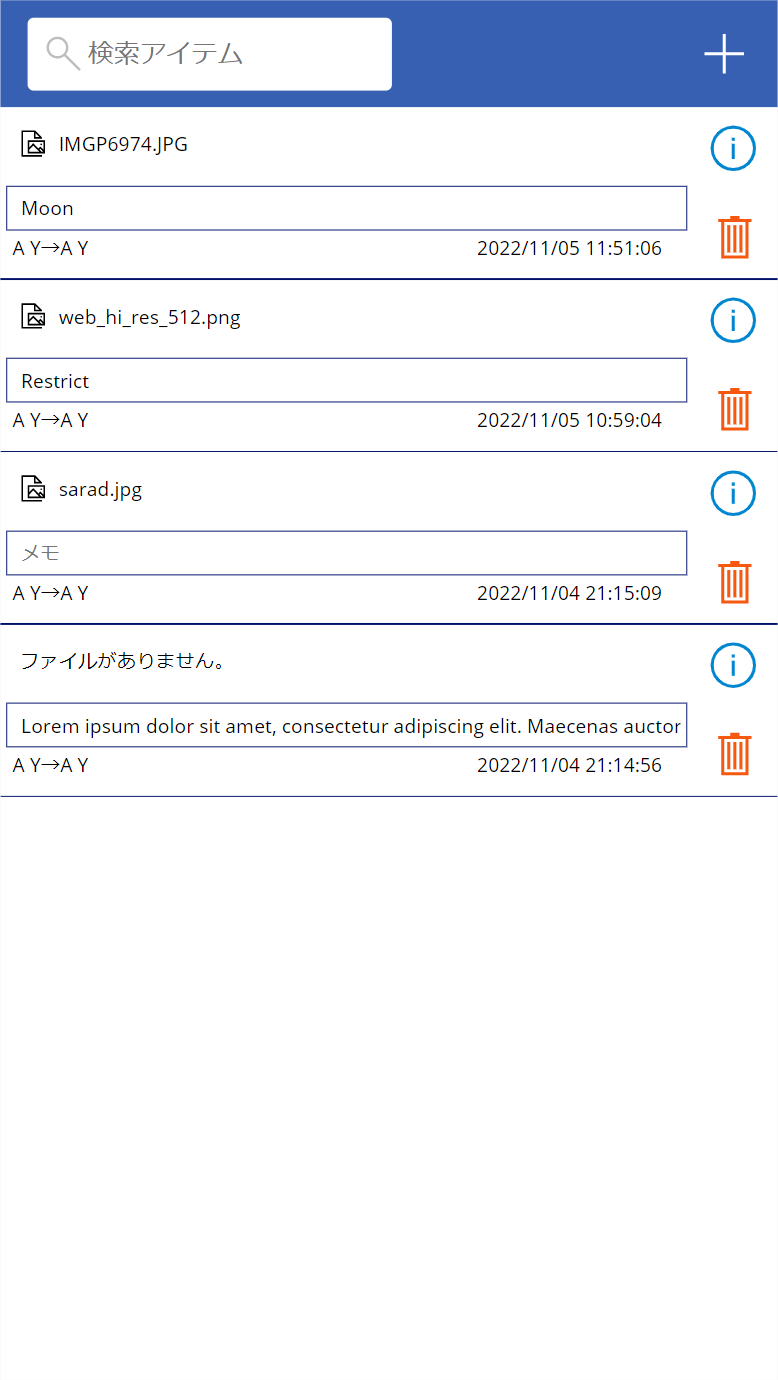 検索アイテム
IMGP6974.JPG
Moon
A Y→A Y 2022/11/05 11:51:06
web_hi_res_512.png
Restrict
A Y→A Y 2022/11/05 10:59:04
sarad.jpg
メモ
A Y→A Y 2022/11/04 21:15:09
ファイルがありません。
Lorem ipsum dolor sit amet, consectetur adipiscing elit. Maecenas auctor
A Y→A Y 2022/11/04 21:14:56